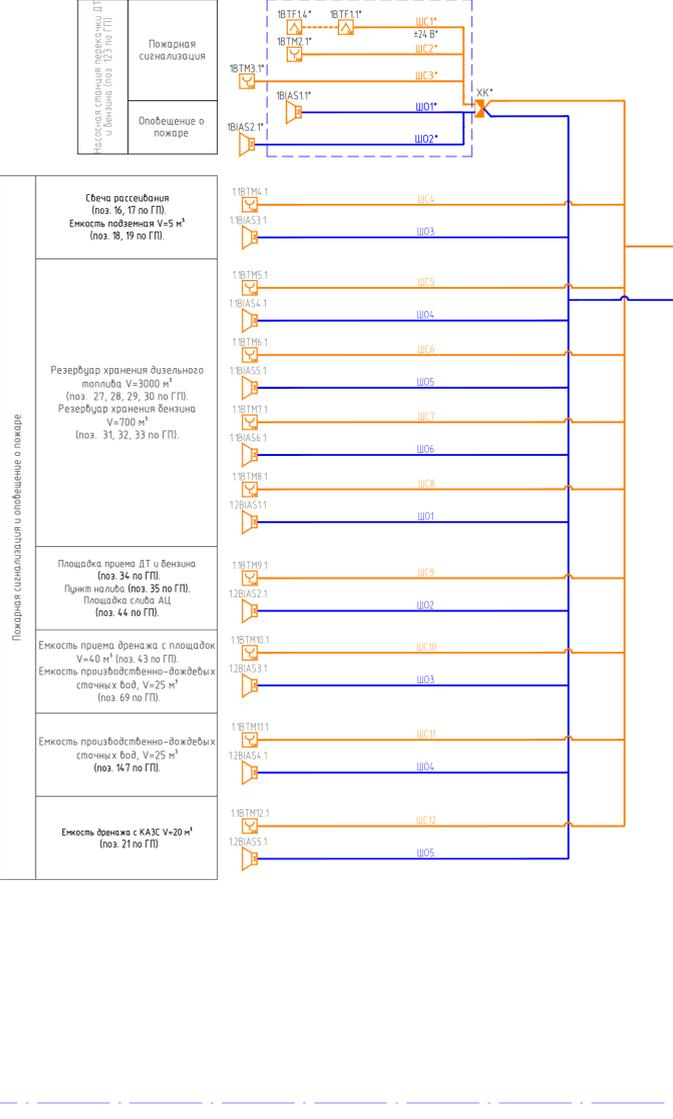 Насосная станция перекачки ДТ
и бензина (поз. 123 по ГП)
Пожарная
сигнализация
Оповещение о
пожаре
1BTF1.4*
1BTF1.1*
ШС1*
±24 В*
1BTM2.1*
ШС2*
1BTM3.1*
ШС3*
1BIAS1.1*
ШО1*
1BIAS2.1*
ШО2*
ХК*
Пожарная сигнализация и оповещение о пожаре
Свеча рассеивания
(поз. 16, 17 по ГП).
Емкость подземная V=5 м³
(поз. 18, 19 по ГП).
1.1BTM4.1
ШС4
1.1BIAS3.1
ШО3
Резервуар хранения дизельного
топлива V=3000 м³
(поз. 27, 28, 29, 30 по ГП).
Резервуар хранения бензина
V=700 м³
(поз. 31, 32, 33 по ГП).
1.1BTM5.1
ШС5
1.1BIAS4.1
ШО4
1.1BTM6.1
ШС6
1.1BIAS5.1
ШО5
1.1BTM7.1
ШС7
1.1BIAS6.1
ШО6
1.1BTM8.1
ШС8
1.2BIAS1.1
ШО1
Площадка приема ДТ и бензина
(поз. 34 по ГП).
Пункт налива (поз. 35 по ГП).
Площадка слива АЦ
(поз. 44 по ГП).
1.1BTM9.1
ШС9
1.2BIAS2.1
ШО2
Емкость приема дренажа с площадок
V=40 м³ (поз. 43 по ГП).
Емкость производственно-дождевых
сточных вод, V=25 м³
(поз. 69 по ГП).
1.1BTM10.1
ШС10
1.2BIAS3.1
ШО3
Емкость производственно-дождевых
сточных вод, V=25 м³
(поз. 147 по ГП).
1.1BTM11.1
ШС11
1.2BIAS4.1
ШО4
Емкость дренажа с КАЗС V=20 м³
(поз. 21 по ГП)
1.1BTM12.1
ШС12
1.2BIAS5.1
ШО5